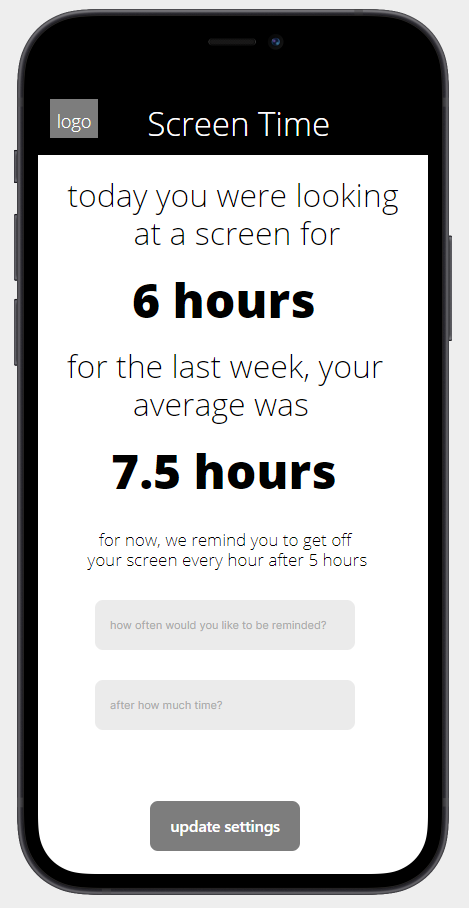 logo
Screen Time
today you were looking
at a screen for
6 hours
for the last week, your
average was
7.5 hours
for now, we remind you to get off
your screen every hour after 5 hours
how often would you like to be reminded?
after how much time?
update settings